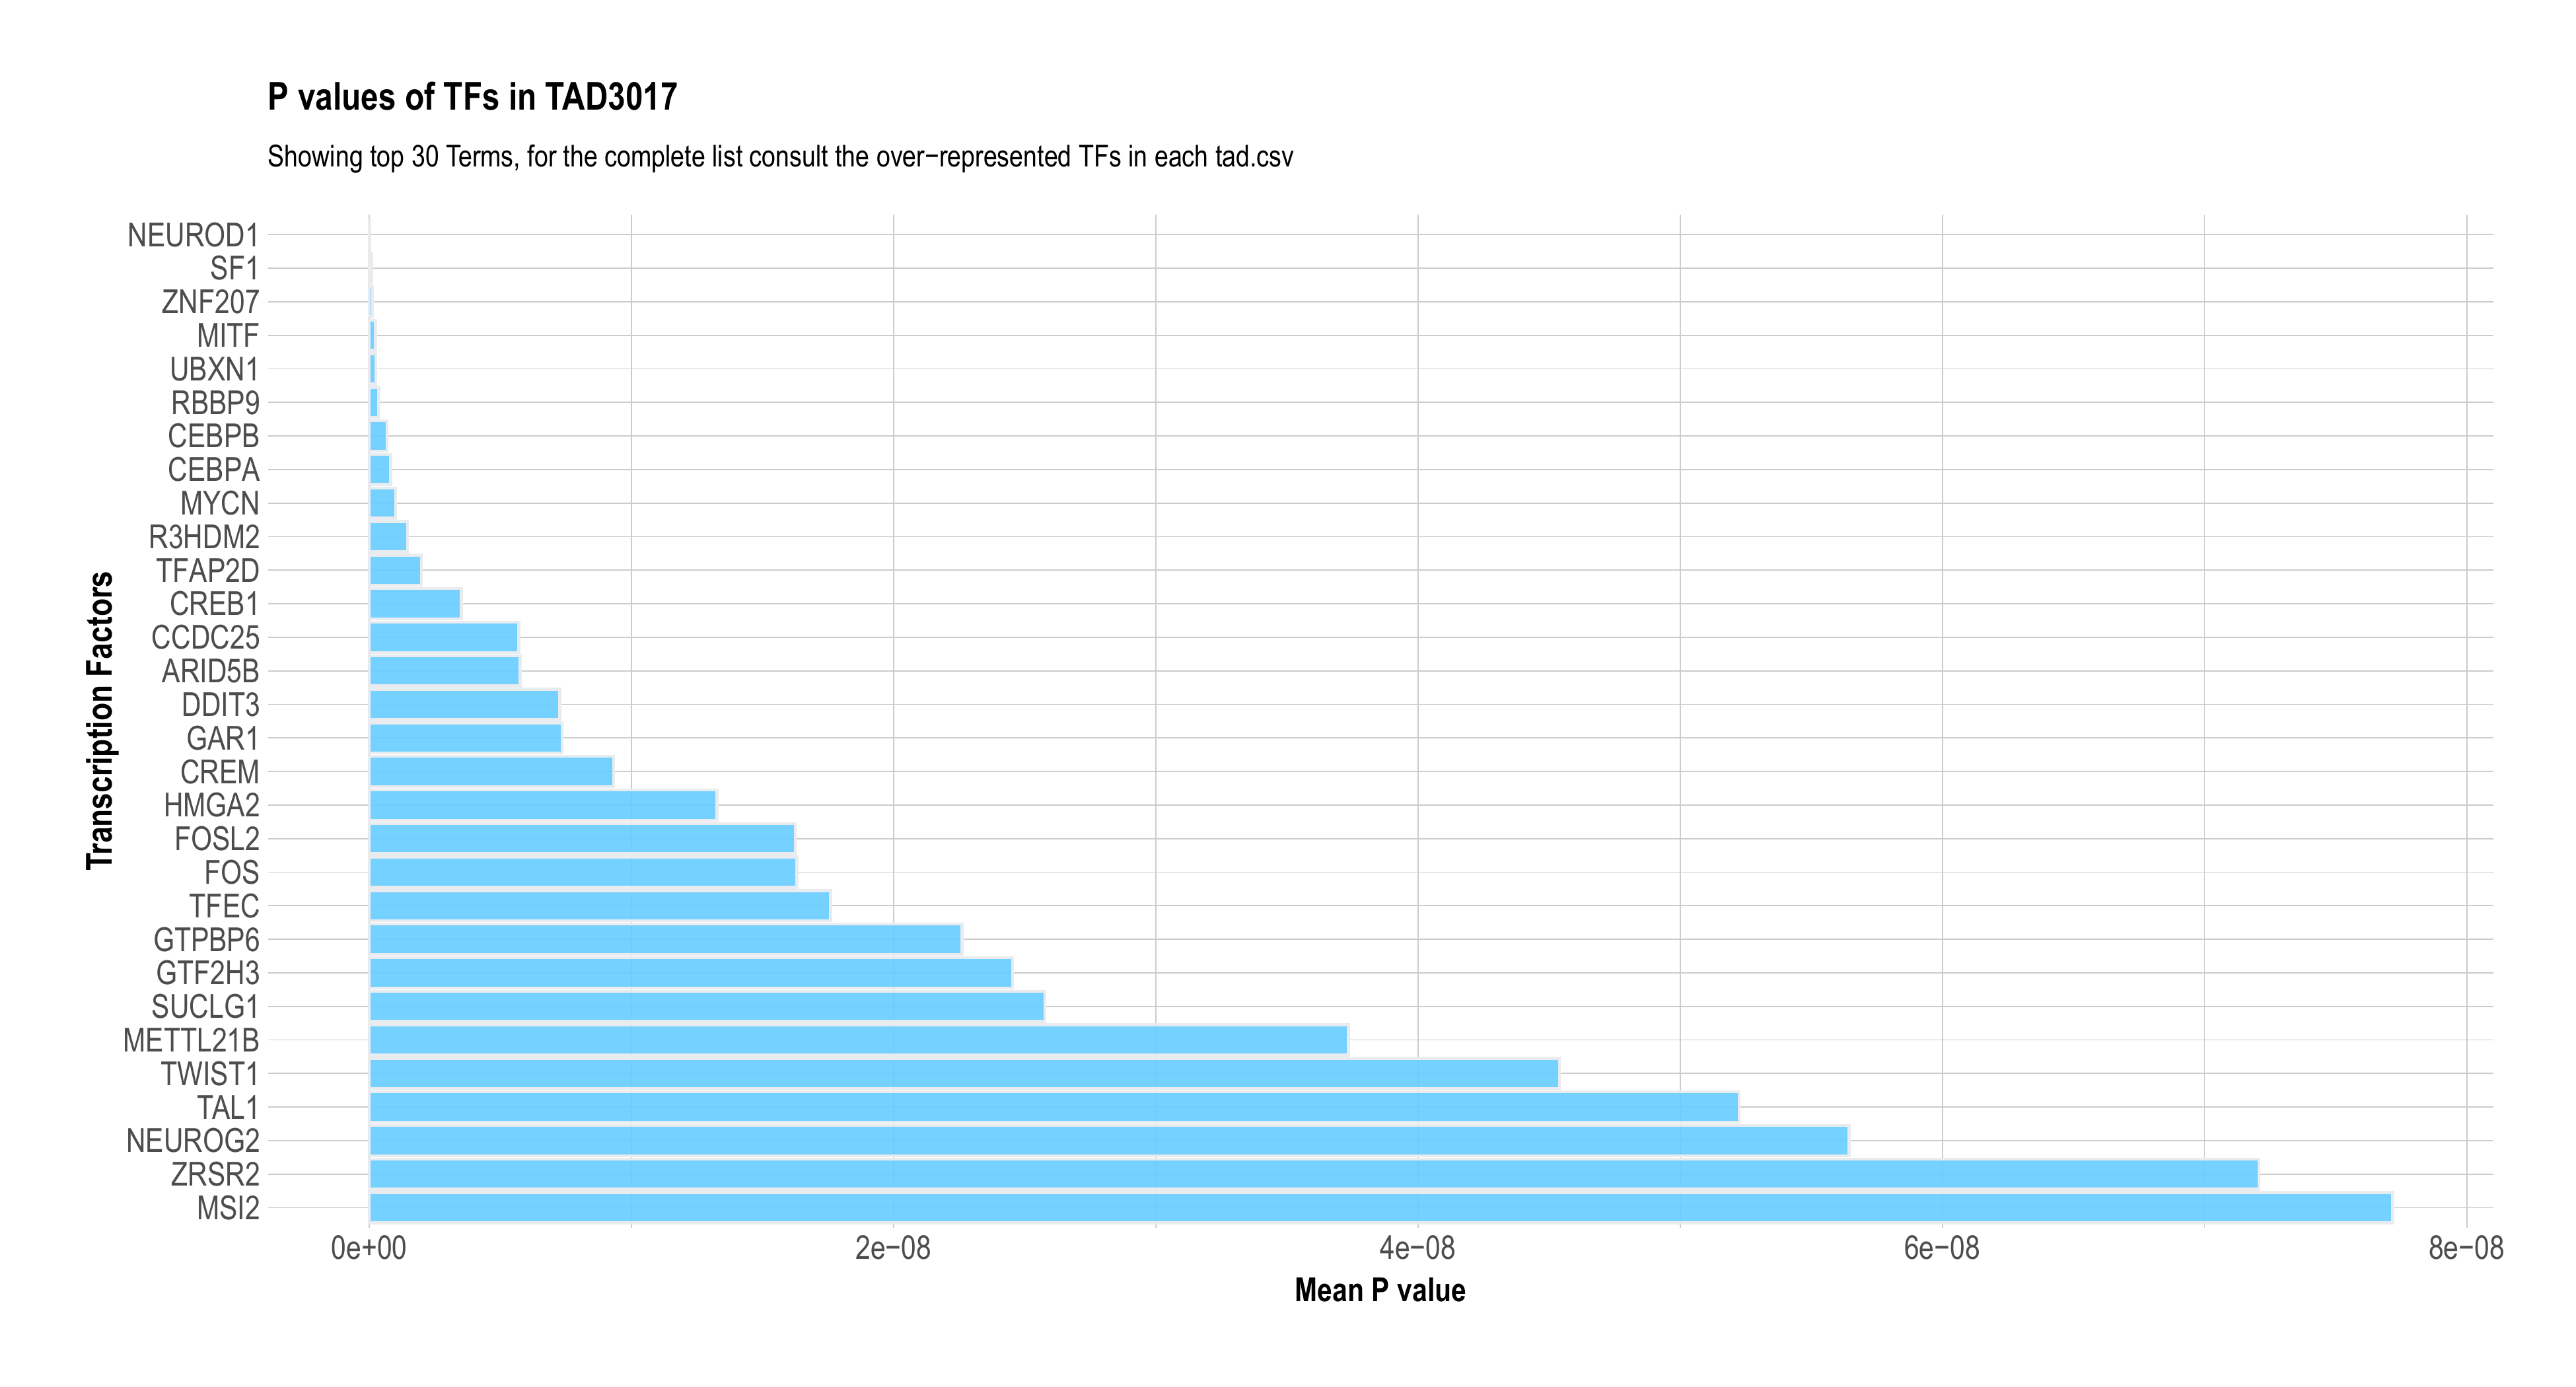 P values of TFs in TAD3017
Showing top 30 Terms, for the complete list consult the over−represented TFs in each tad.csv
Transcription Factors
NEUROD1
SF1
ZNF207
MITF
UBXN1
RBBP9
CEBPB
CEBPA
MYCN
R3HDM2
TFAP2D
CREB1
CCDC25
ARID5B
DDIT3
GAR1
CREM
HMGA2
FOSL2
FOS
TFEC
GTPBP6
GTF2H3
SUCLG1
METTL21B
TWIST1
TAL1
NEUROG2
ZRSR2
MSI2
0e+00 2e−08 4e−08 6e−08 8e−08
Mean P value